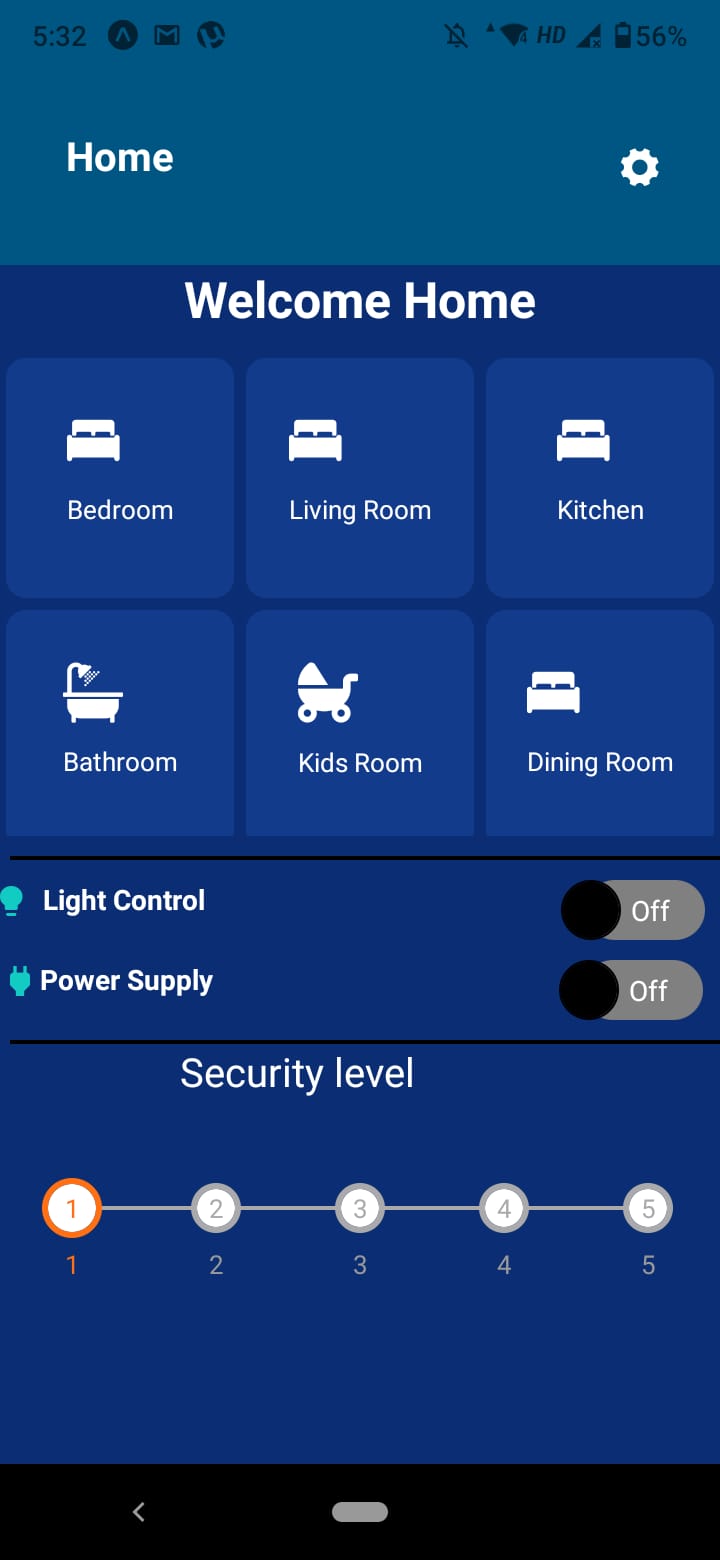 5:32 4 HD 56%
Home
Welcome Home
Bedroom Living Room Kitchen
Bathroom Kids Room Dining Room
Light Control Off
Power Supply Off
Security level
1 2 3 4 5
1 2 3 4 5